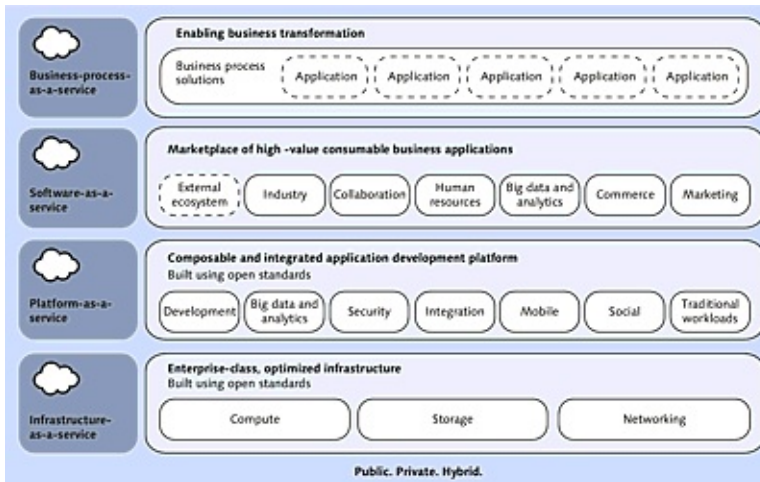 Enabling business transformation
Business-process-
as-a-service
Business process
solutions
Application
Application
Application
Application
Application
Marketplace of high -value consumable business applications
Software-as-a-
service
External
ecosystem
Industry
Collaboration
Human
resources
Big data and
analytics
Commerce
Marketing
Composable and integrated application development platform
Built using open standards
Platform-as-a-
service
Development
Big data and
analytics
Security
Integration
Mobile
Social
Traditional
workloads
Enterprise-class, optimized infrastructure
Built using open standards
Infrastructure-
as-a-service
Compute
Storage
Networking
Public. Private. Hybrid.